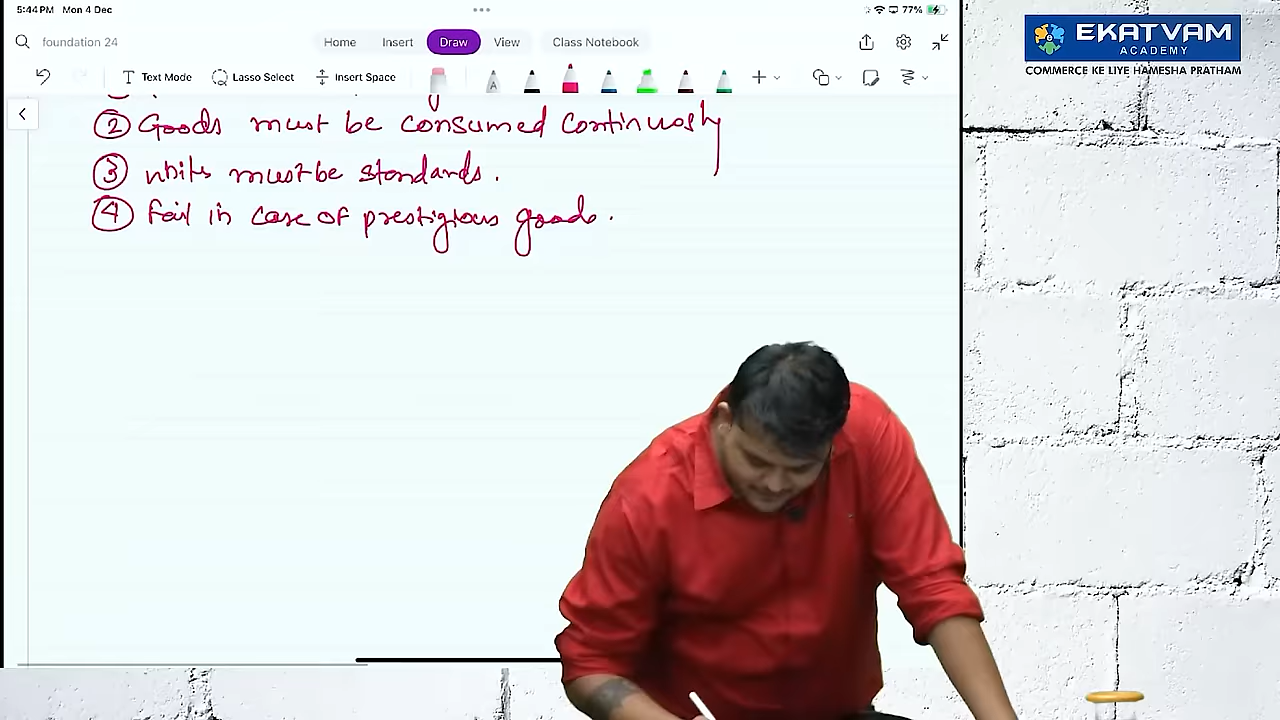 5:44 PM Mon 4 Dec
77%
foundation 24
Home Insert Draw View Class Notebook
Text Mode Lasso Select Insert Space
② Goods must be consumed continuosly
③ units must be standards.
④ fail in case of prestigious goods.
EKATVAM
ACADEMY
COMMERCE KE LIYE HAMESHA PRATHAM